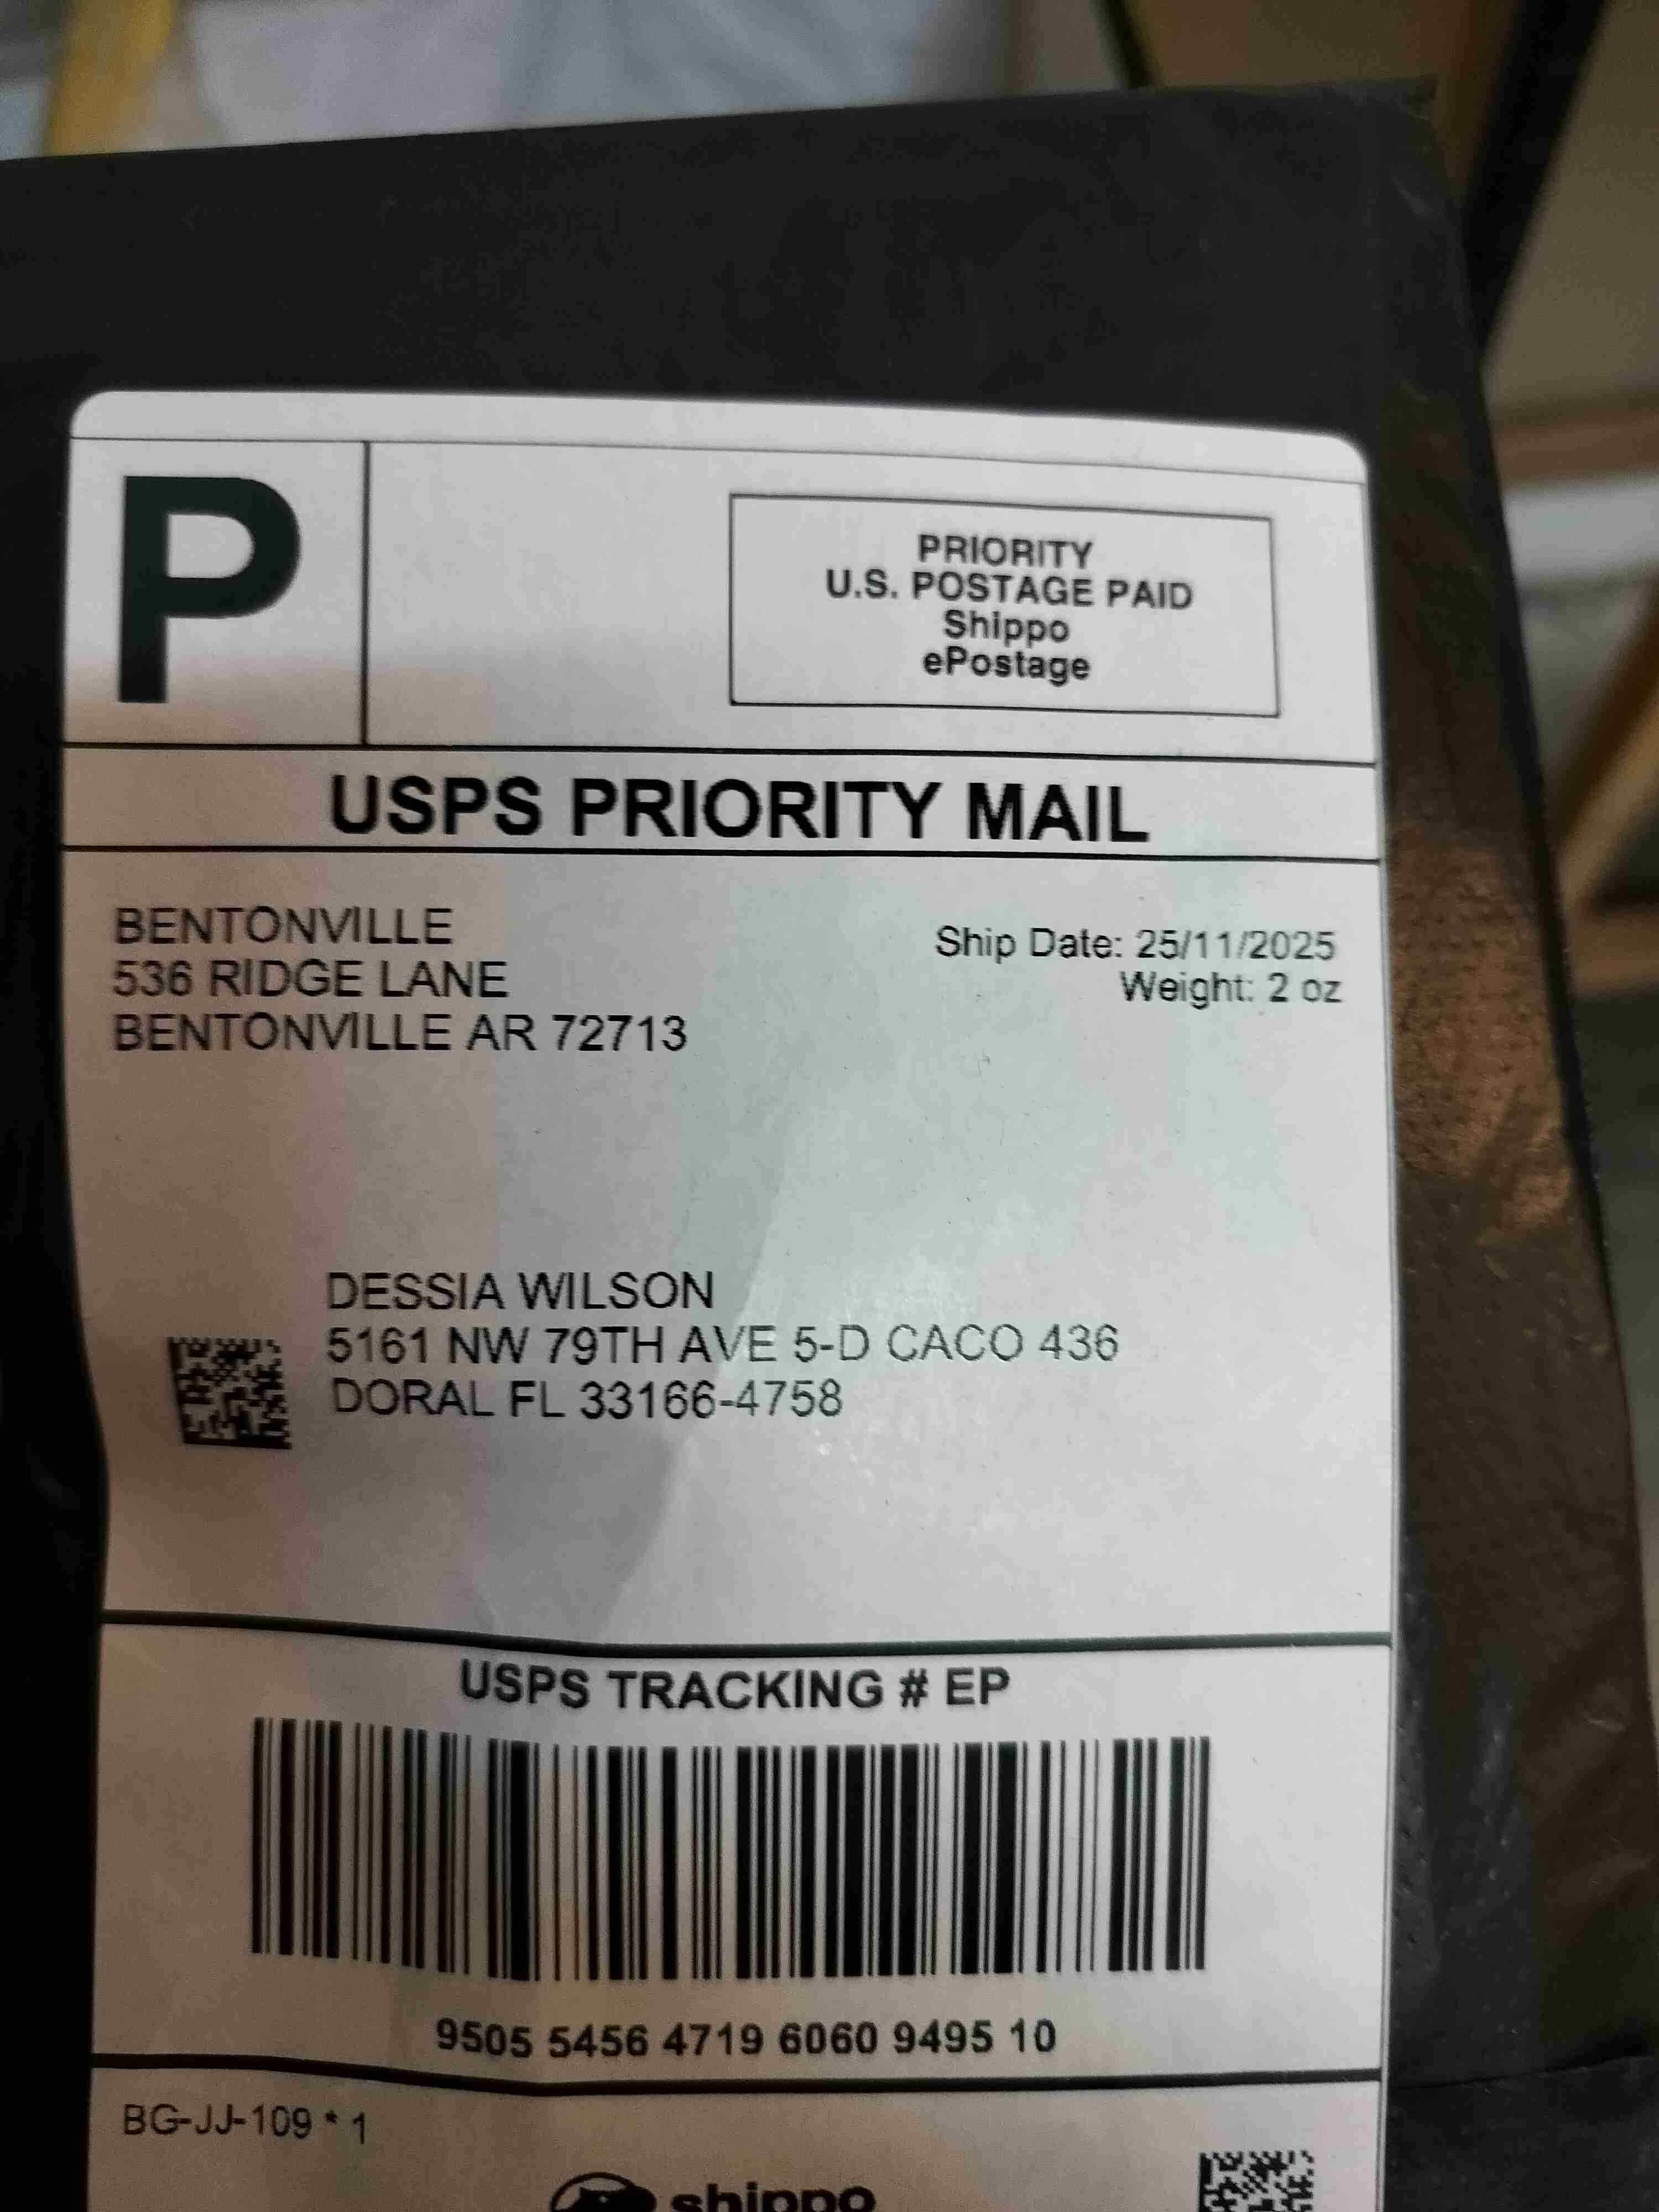 P
PRIORITY
U.S. POSTAGE PAID
Shippo
ePostage
USPS PRIORITY MAIL
BENTONVILLE
536 RIDGE LANE
BENTONVILLE AR 72713
Ship Date: 25/11/2025
Weight: 2 oz
DESSIA WILSON
5161 NW 79TH AVE 5-D CACO 436
DORAL FL 33166-4758
USPS TRACKING # EP
9505 5456 4719 6060 9495 10
BG-JJ-109 * 1
shippo